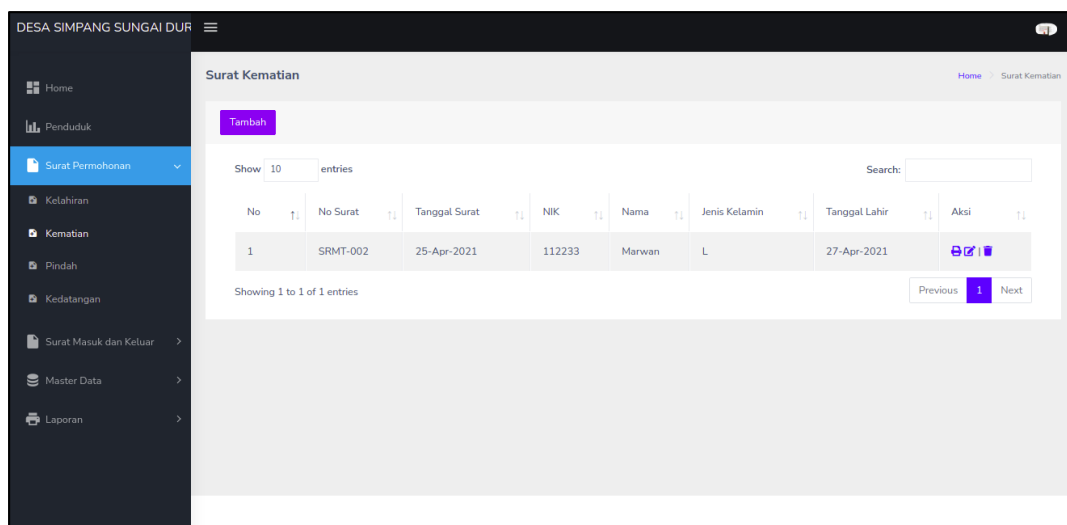 DESA SIMPANG SUNGAI DUR
Home
Penduduk
Surat Permohonan
Kelahiran
Kematian
Pindah
Kedatangan
Surat Masuk dan Keluar
Master Data
Laporan
Surat Kematian
Home > Surat Kematian
Tambah
Show 10 entries
Search:
No No Surat Tanggal Surat NIK Nama Jenis Kelamin Tanggal Lahir Aksi
1 SRMT-002 25-Apr-2021 112233 Marwan L 27-Apr-2021 |
Showing 1 to 1 of 1 entries
Previous 1 Next